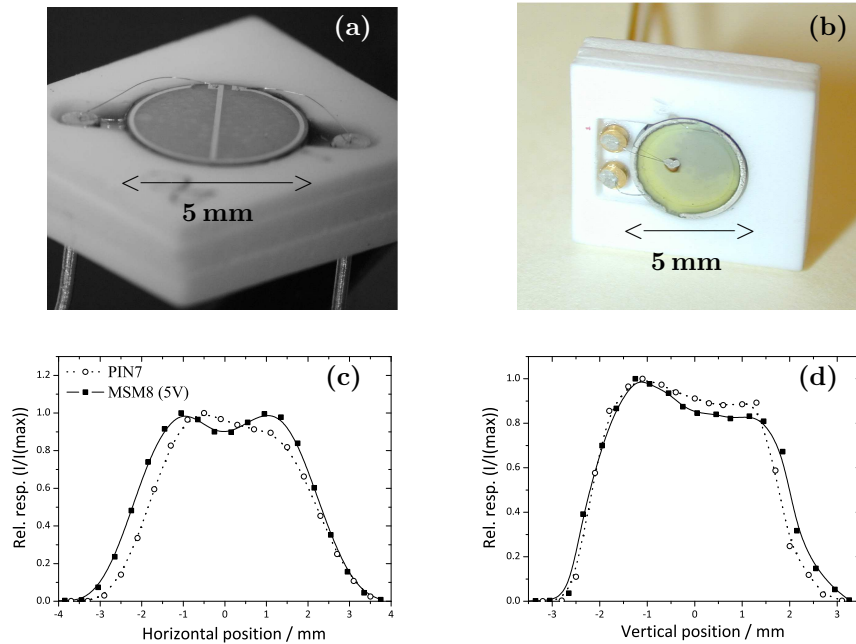 (a)
5 mm
(b)
5 mm
(c)
PIN7
MSM8 (5V)
Rel. resp. (I/I(max))
0.0
0.2
0.4
0.6
0.8
1.0
1.2
-4 -3 -2 -1 0 1 2 3 4
Horizontal position / mm
(d)
Rel. resp. (I/I(max))
0.0
0.2
0.4
0.6
0.8
1.0
-3 -2 -1 0 1 2 3
Vertical position / mm